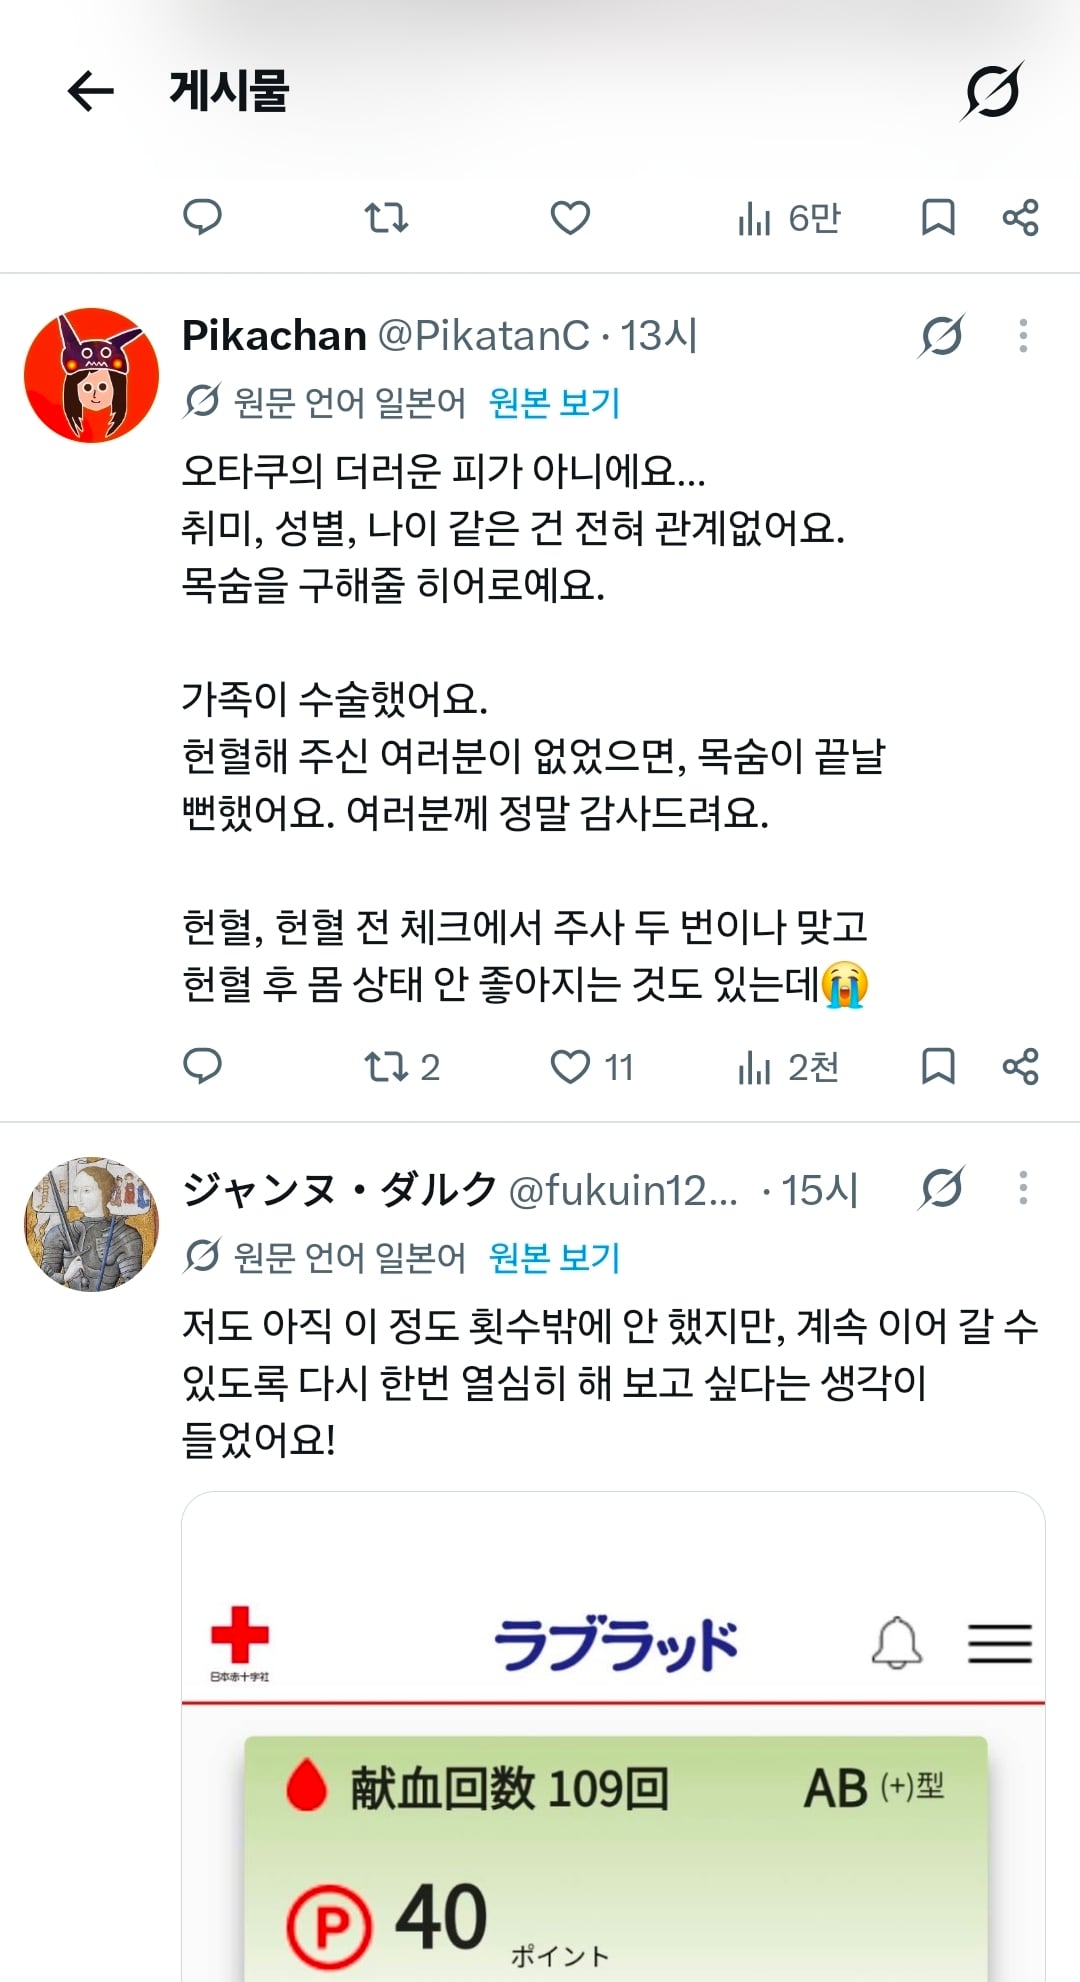 게시물
6만
Pikachan @PikatanC · 13시
원문 언어 일본어 원본 보기
오타쿠의 더러운 피가 아니에요...
취미, 성별, 나이 같은 건 전혀 관계없어요.
목숨을 구해줄 히어로예요.
가족이 수술했어요.
헌혈해 주신 여러분이 없었으면, 목숨이 끝날
뻔했어요. 여러분께 정말 감사드려요.
헌혈, 헌혈 전 체크에서 주사 두 번이나 맞고
헌혈 후 몸 상태 안 좋아지는 것도 있는데😭
2 11 2천
ジャンヌ・ダルク @fukuin12... · 15시
원문 언어 일본어 원본 보기
저도 아직 이 정도 횟수밖에 안 했지만, 계속 이어 갈 수
있도록 다시 한번 열심히 해 보고 싶다는 생각이
들었어요!
ラブラッド
日本赤十字社
献血回数 109回 AB (+)型
P 40 ポイント